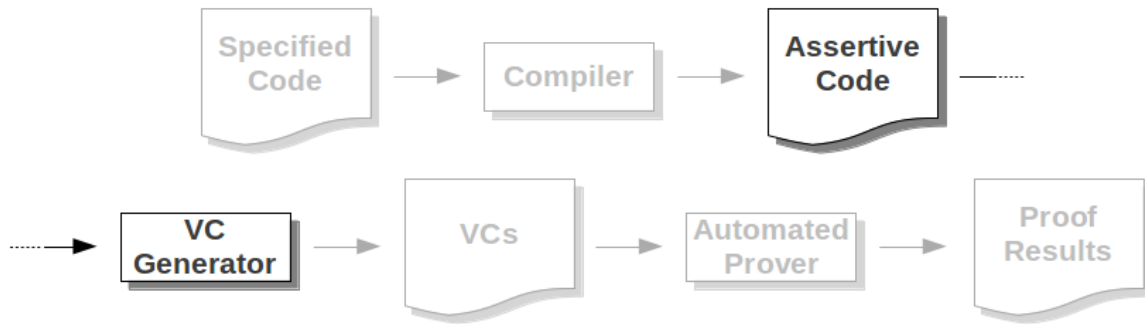 Specified
Code
Compiler
Assertive
Code
VC
Generator
VCs
Automated
Prover
Proof
Results